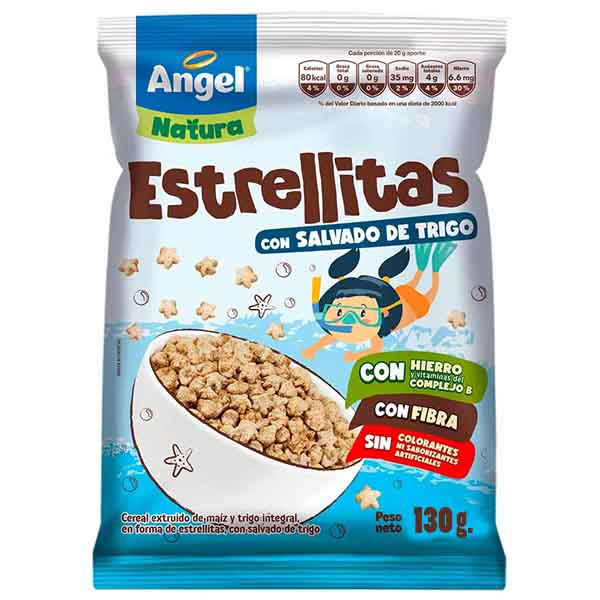 Angel
Natura
Cada porción de 20 g aporta
Calorías Grasa total Grasa saturada Sodio Azúcares totales Hierro
80 kcal 0 g 0 g 35 mg 4 g 6.6 mg
4 % 0 % 0 % 2 % 4 % 30 %
% del Valor Diario basado en una dieta de 2000 kcal
Estrellitas
CON SALVADO DE TRIGO
CON HIERRO
y vitaminas del
COMPLEJO B
CON FIBRA
SIN COLORANTES
NI SABORIZANTES
ARTIFICIALES
Cereal extruido de maíz y trigo integral,
en forma de estrellitas, con salvado de trigo
Peso
neto 130 g.